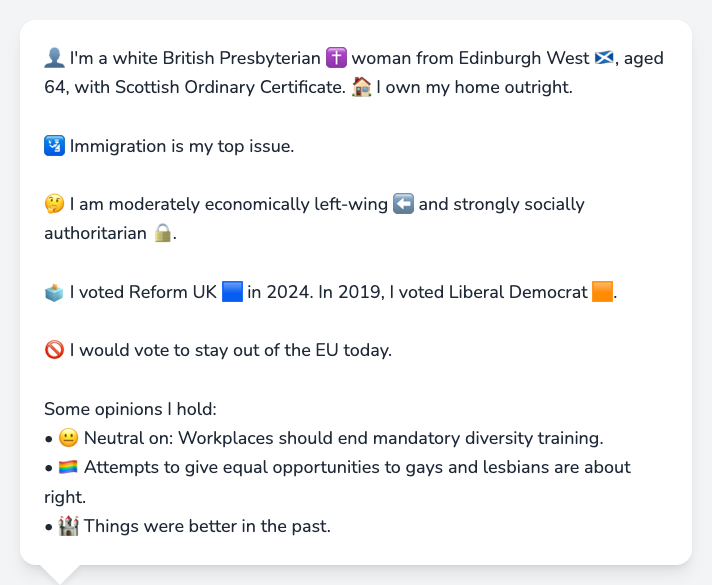 👤 I'm a white British Presbyterian ✝️ woman from Edinburgh West 🏴󠁧󠁢󠁳󠁣󠁴󠁿, aged
64, with Scottish Ordinary Certificate. 🏠 I own my home outright.
🛂 Immigration is my top issue.
🤔 I am moderately economically left-wing ⬅️ and strongly socially
authoritarian 🔒.
🗳️ I voted Reform UK 🟦 in 2024. In 2019, I voted Liberal Democrat 🟧.
🚫 I would vote to stay out of the EU today.
Some opinions I hold:
• 😐 Neutral on: Workplaces should end mandatory diversity training.
• 🏳️‍🌈 Attempts to give equal opportunities to gays and lesbians are about
right.
• 🏰 Things were better in the past.